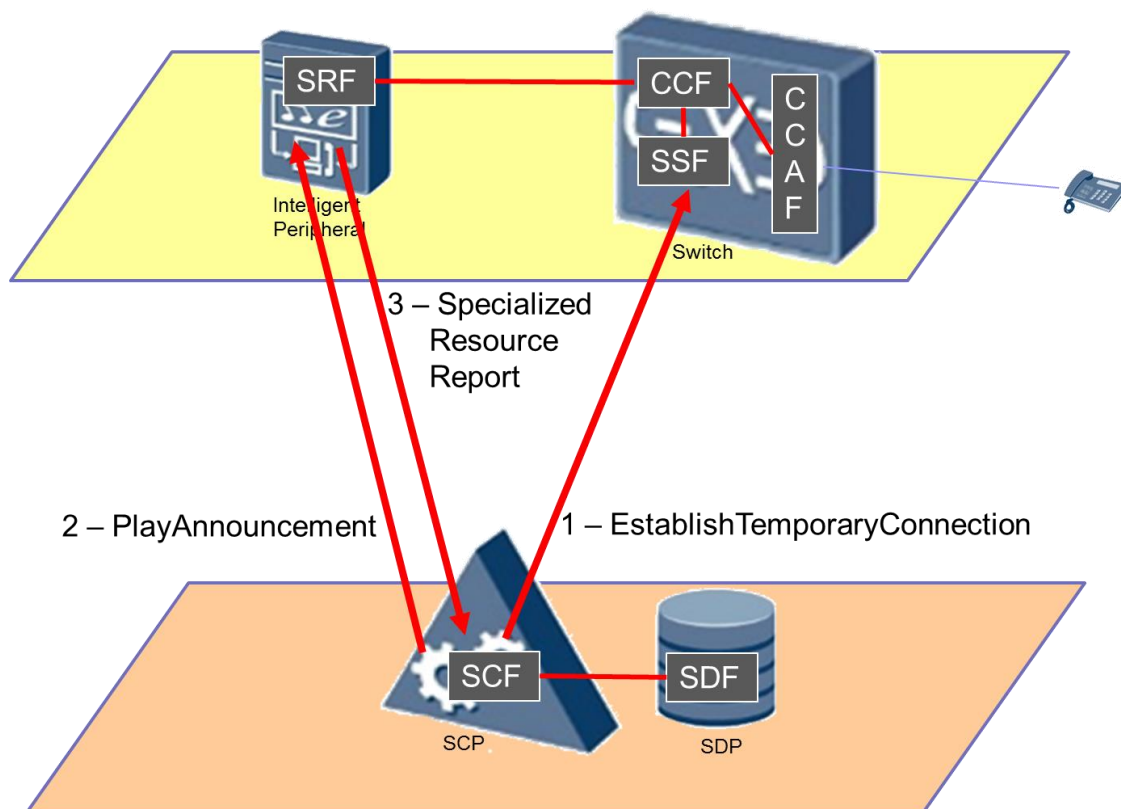 SRF
CCF
C
C
A
F
SSF
Intelligent
Peripheral
Switch
3 – Specialized
Resource
Report
2 – PlayAnnouncement
1 – EstablishTemporaryConnection
SCF
SDF
SCP
SDP